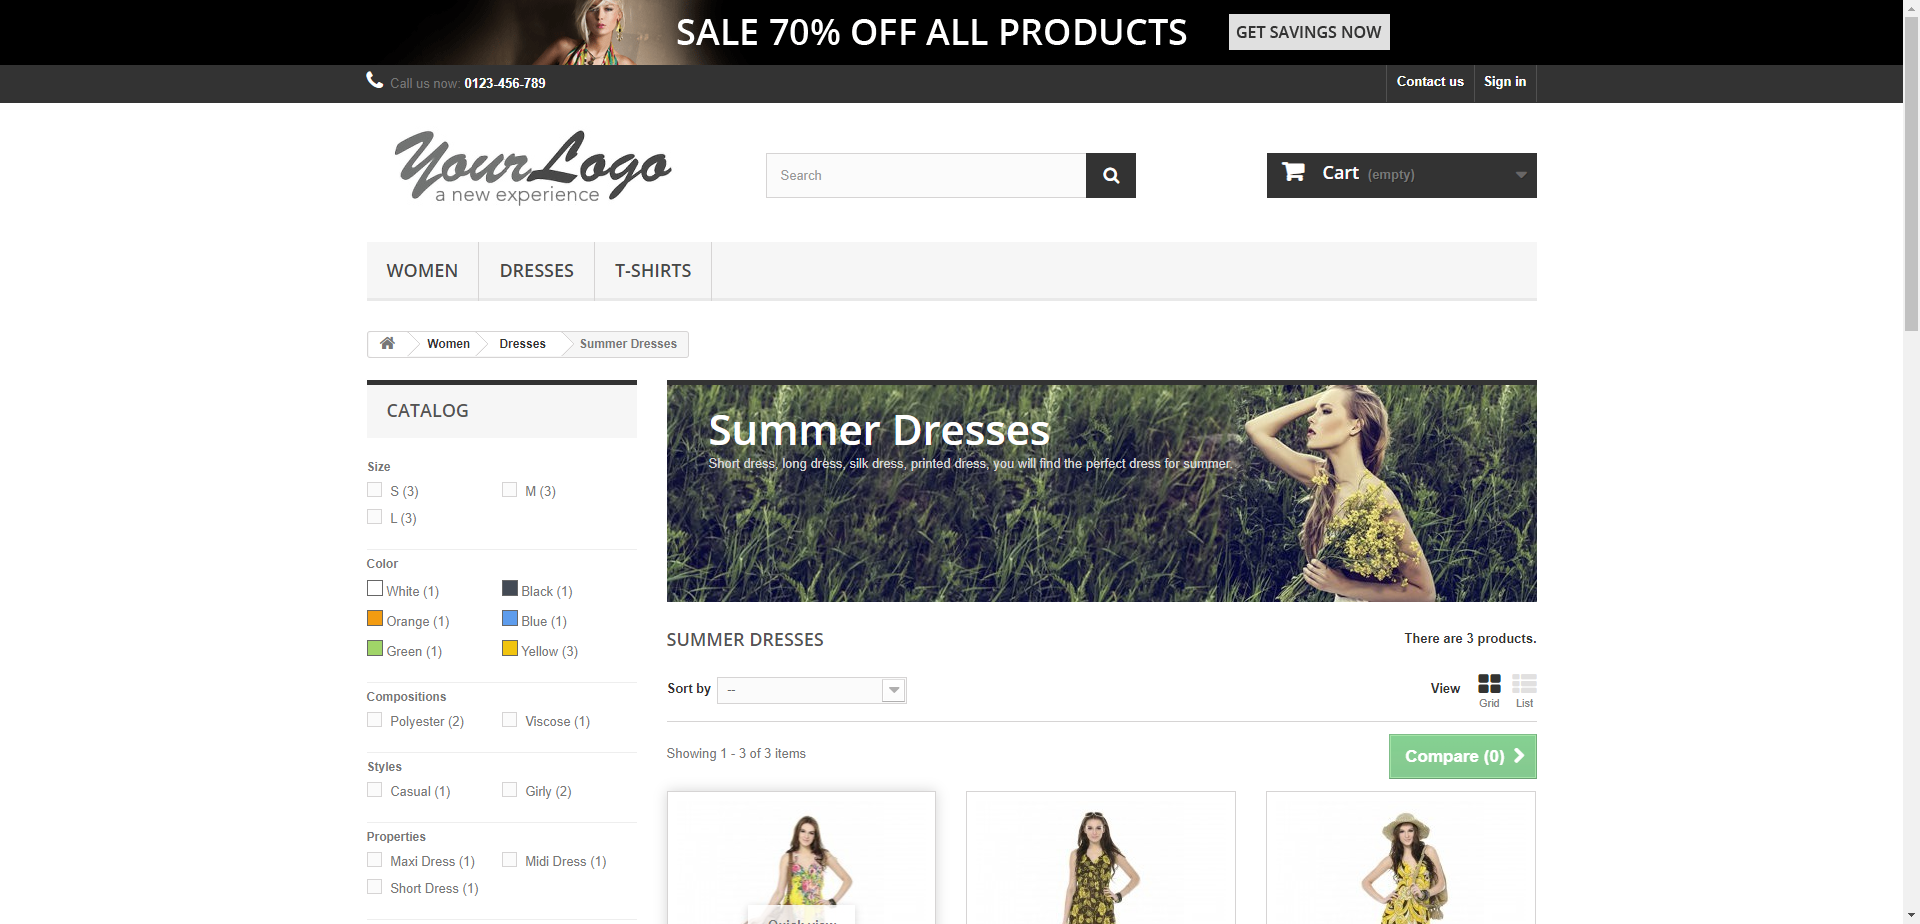 SALE 70% OFF ALL PRODUCTS
GET SAVINGS NOW
Call us now: 0123-456-789
Contact us
Sign in
YourLogo
a new experience
Search
Cart (empty)
WOMEN
DRESSES
T-SHIRTS
Women
Dresses
Summer Dresses
CATALOG
Size
S (3)
M (3)
L (3)
Color
White (1)
Black (1)
Orange (1)
Blue (1)
Green (1)
Yellow (3)
Compositions
Polyester (2)
Viscose (1)
Styles
Casual (1)
Girly (2)
Properties
Maxi Dress (1)
Midi Dress (1)
Short Dress (1)
Summer Dresses
Short dress, long dress, silk dress, printed dress, you will find the perfect dress for summer.
SUMMER DRESSES
There are 3 products.
Sort by
--
View
Grid
List
Showing 1 - 3 of 3 items
Compare (0)
Quick view